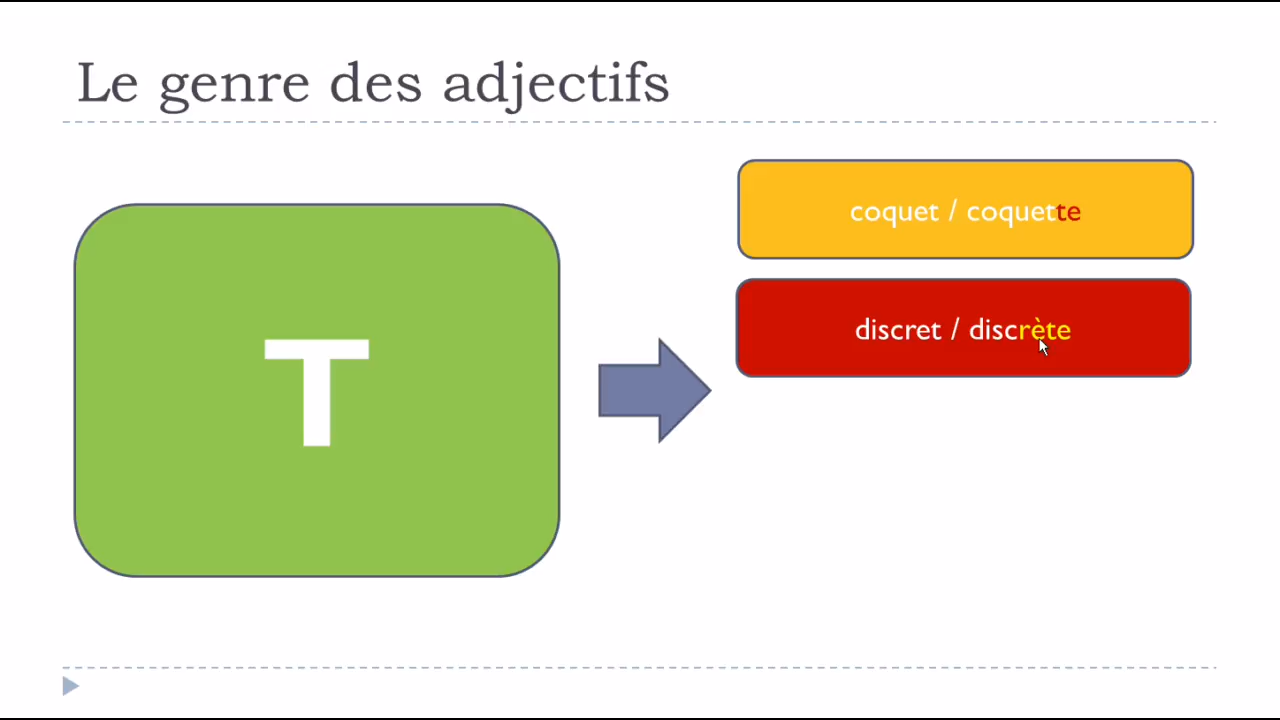 Le genre des adjectifs
T
coquet / coquette
discret / discrète